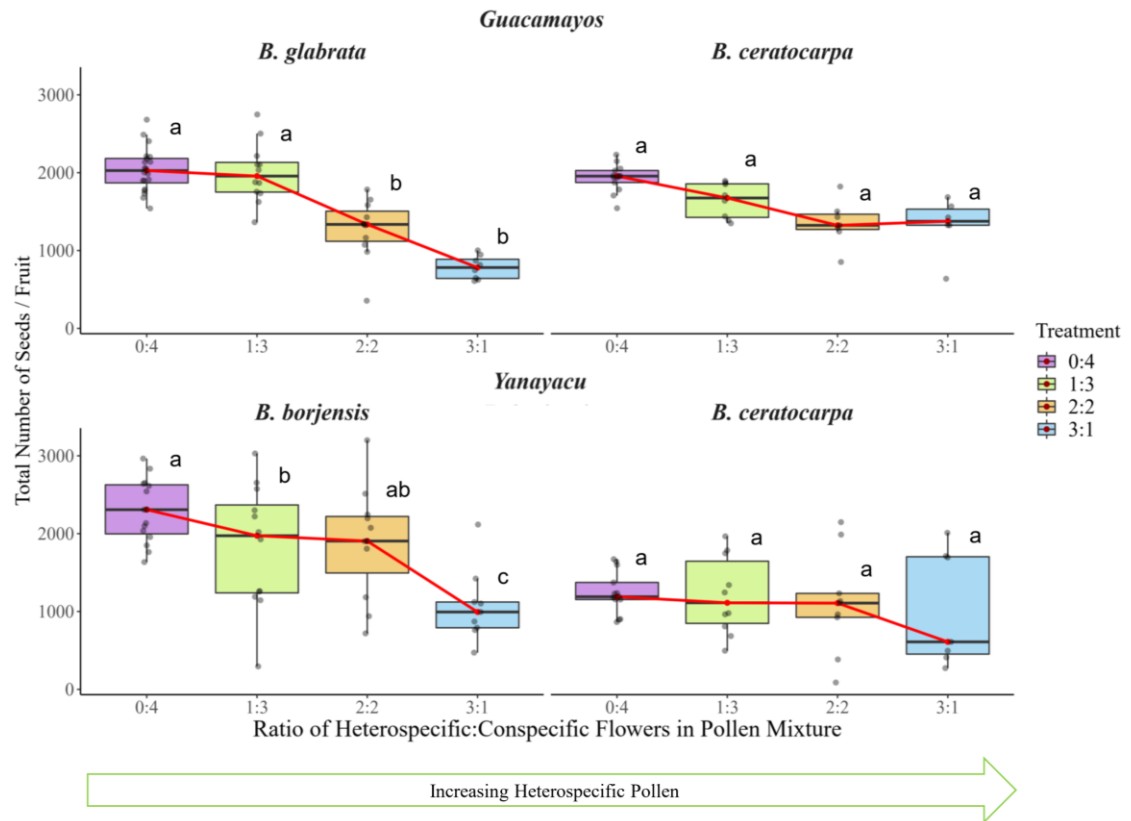 Guacamayos
B. glabrata
B. ceratocarpa
Total Number of Seeds / Fruit
3000
2000
1000
0
a
a
b
b
a
a
a
a
0:4
1:3
2:2
3:1
0:4
1:3
2:2
3:1
Treatment
0:4
1:3
2:2
3:1
Yanayacu
B. borjensis
B. ceratocarpa
3000
2000
1000
0
a
b
ab
c
a
a
a
a
0:4
1:3
2:2
3:1
0:4
1:3
2:2
3:1
Ratio of Heterospecific:Conspecific Flowers in Pollen Mixture
Increasing Heterospecific Pollen